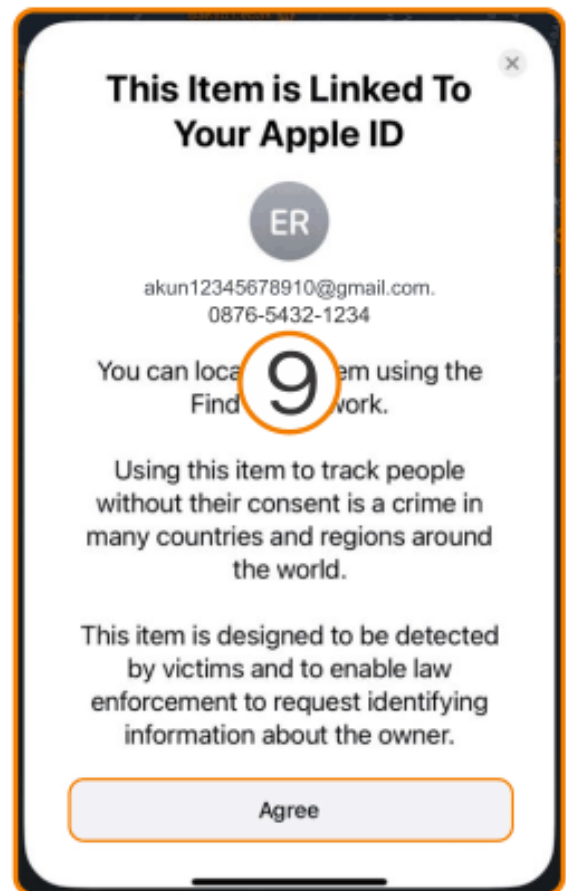 This Item is Linked To
Your Apple ID
ER
akun12345678910@gmail.com.
0876-5432-1234
You can loca em using the
9
Find work.
Using this item to track people
without their consent is a crime in
many countries and regions around
the world.
This item is designed to be detected
by victims and to enable law
enforcement to request identifying
information about the owner.
Agree